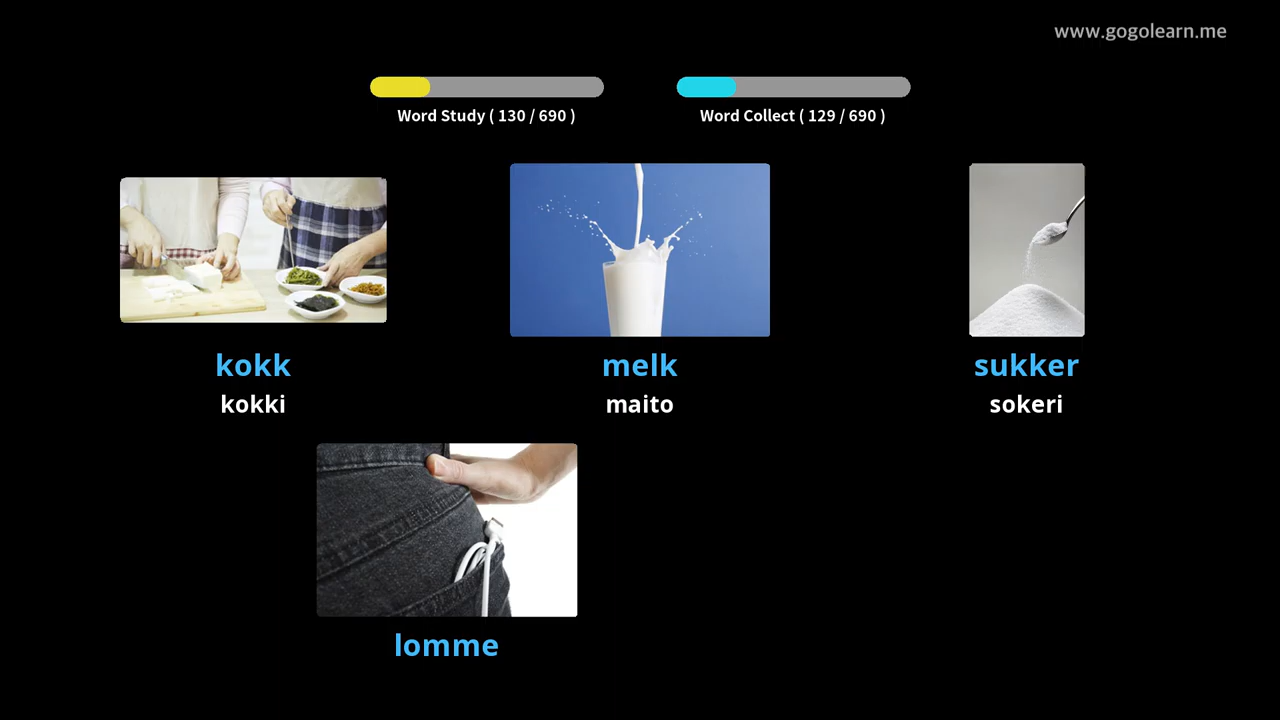 www.gogolearn.me
Word Study ( 130 / 690 )
Word Collect ( 129 / 690 )
kokk
kokki
melk
maito
sukker
sokeri
lomme